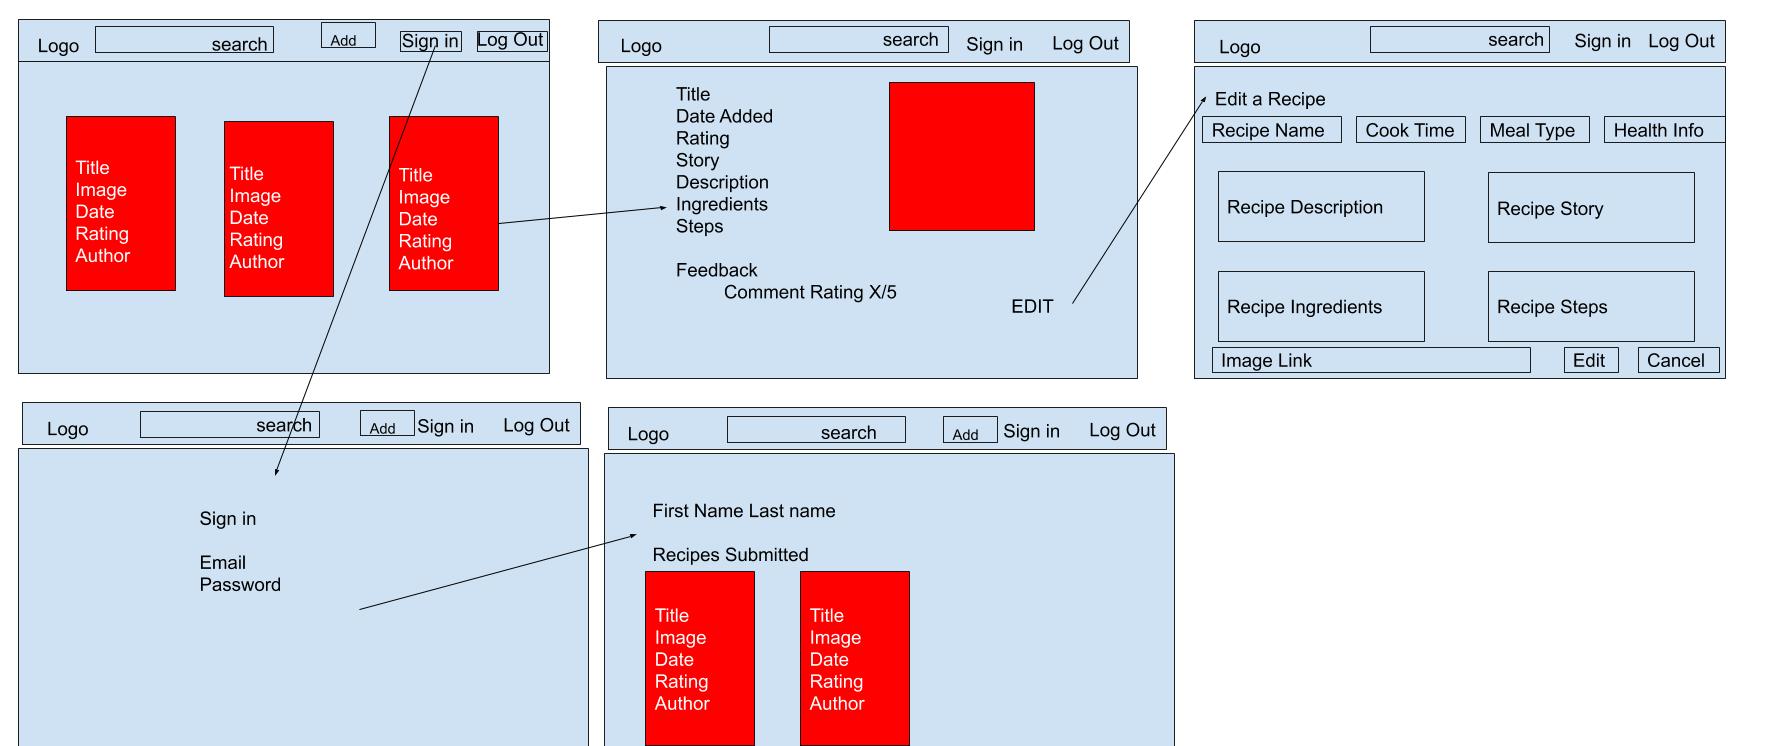 Logo
search
Add
Sign in
Log Out
Title
Image
Date
Rating
Author
Title
Image
Date
Rating
Author
Title
Image
Date
Rating
Author
Logo
search
Sign in
Log Out
Title
Date Added
Rating
Story
Description
Ingredients
Steps
Feedback
Comment Rating X/5
EDIT
Logo
search
Sign in
Log Out
Edit a Recipe
Recipe Name
Cook Time
Meal Type
Health Info
Recipe Description
Recipe Story
Recipe Ingredients
Recipe Steps
Image Link
Edit
Cancel
Logo
search
Add
Sign in
Log Out
Sign in
Email
Password
Logo
search
Add
Sign in
Log Out
First Name Last name
Recipes Submitted
Title
Image
Date
Rating
Author
Title
Image
Date
Rating
Author